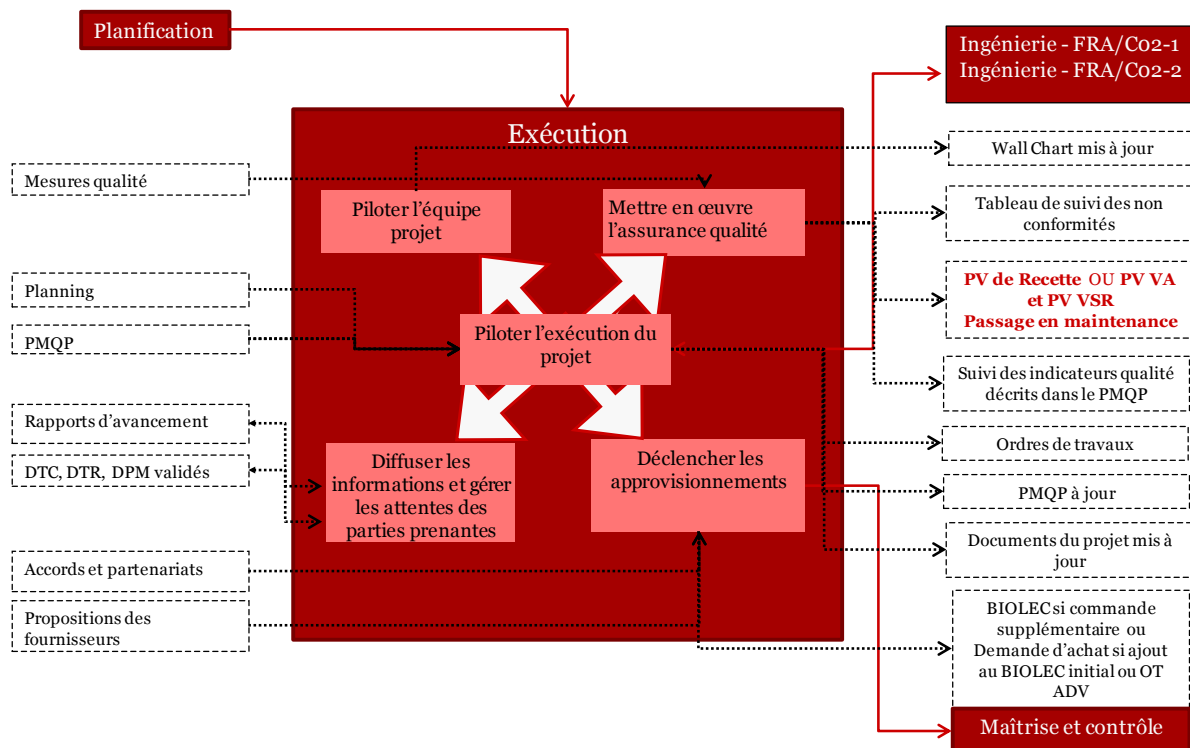 Planification
Ingénierie - FRA/C02-1
Ingénierie - FRA/C02-2
Exécution
Mesures qualité
Planning
PMQP
Rapports d’avancement
DTC, DTR, DPM validés
Accords et partenariats
Propositions des
fournisseurs
Piloter l’équipe
projet
Mettre en œuvre
l’assurance qualité
Piloter l’exécution du
projet
Diffuser les
informations et gérer
les attentes des
parties prenantes
Déclencher les
approvisionnements
Wall Chart mis à jour
Tableau de suivi des non
conformités
PV de Recette OU PV VA
et PV VSR
Passage en maintenance
Suivi des indicateurs qualité
décrits dans le PMQP
Ordres de travaux
PMQP à jour
Documents du projet mis à
jour
BIOLEC si commande
supplémentaire ou
Demande d’achat si ajout
au BIOLEC initial ou OT
ADV
Maîtrise et contrôle